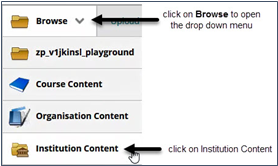 Browse
Upload
click on Browse to open
the drop down menu
zp_v1jkinsl_playground
Course Content
Organisation Content
Institution Content
click on Institution Content